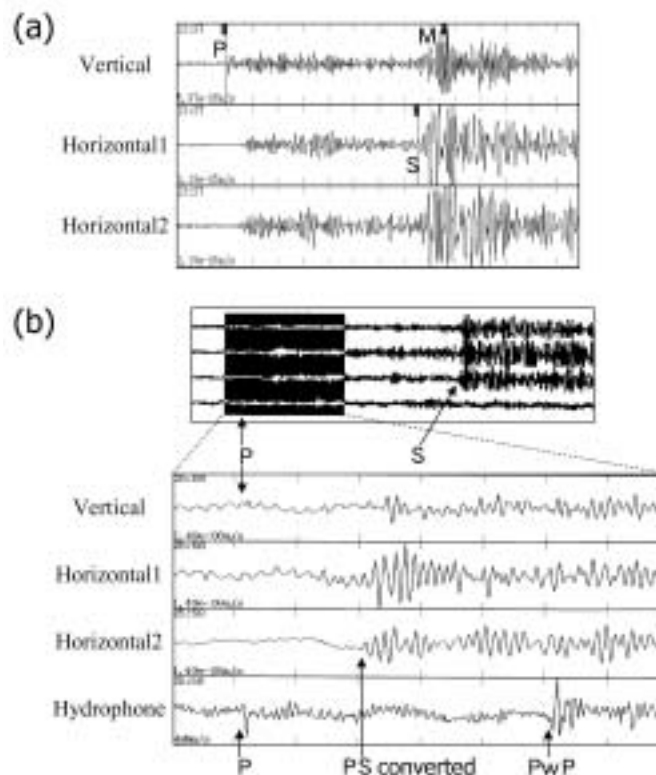 (a)
P
M
Vertical
Horizontal1
S
Horizontal2
(b)
P
S
Vertical
Horizontal1
Horizontal2
Hydrophone
P
PS converted
PwP